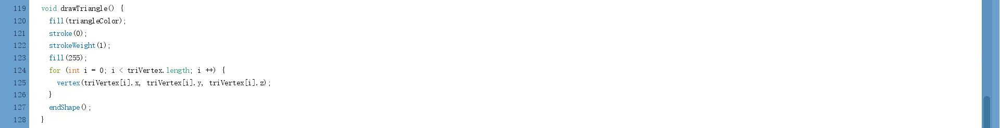 119 void drawTriangle() {
120 fill(triangleColor);
121 stroke(0);
122 strokeWeight(1);
123 fill(255);
124 for (int i = 0; i < triVertex.length; i ++) {
125 vertex(triVertex[i].x, triVertex[i].y, triVertex[i].z);
126 }
127 endShape();
128 }